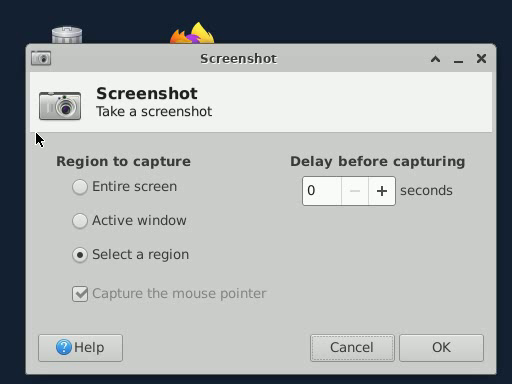 Screenshot
Screenshot
Take a screenshot
Region to capture
Entire screen
Active window
Select a region
Capture the mouse pointer
Delay before capturing
0 seconds
Help
Cancel
OK